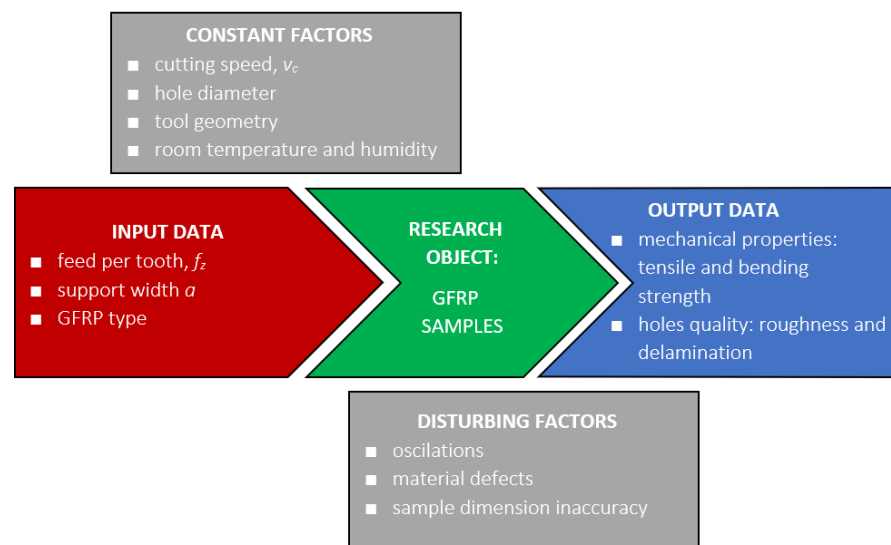 CONSTANT FACTORS
▪ cutting speed, vc
▪ hole diameter
▪ tool geometry
▪ room temperature and humidity
INPUT DATA
▪ feed per tooth, fz
▪ support width a
▪ GFRP type
RESEARCH
OBJECT:
GFRP
SAMPLES
OUTPUT DATA
▪ mechanical properties:
tensile and bending
strength
▪ holes quality: roughness and
delamination
DISTURBING FACTORS
▪ oscilations
▪ material defects
▪ sample dimension inaccuracy